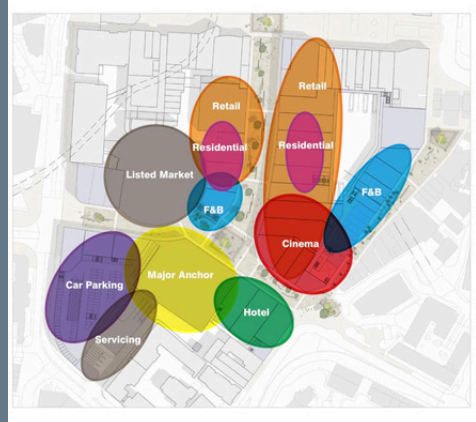 Retail
Retail
Residential
Residential
Listed Market
F&B
F&B
Cinema
Major Anchor
Car Parking
Hotel
Servicing